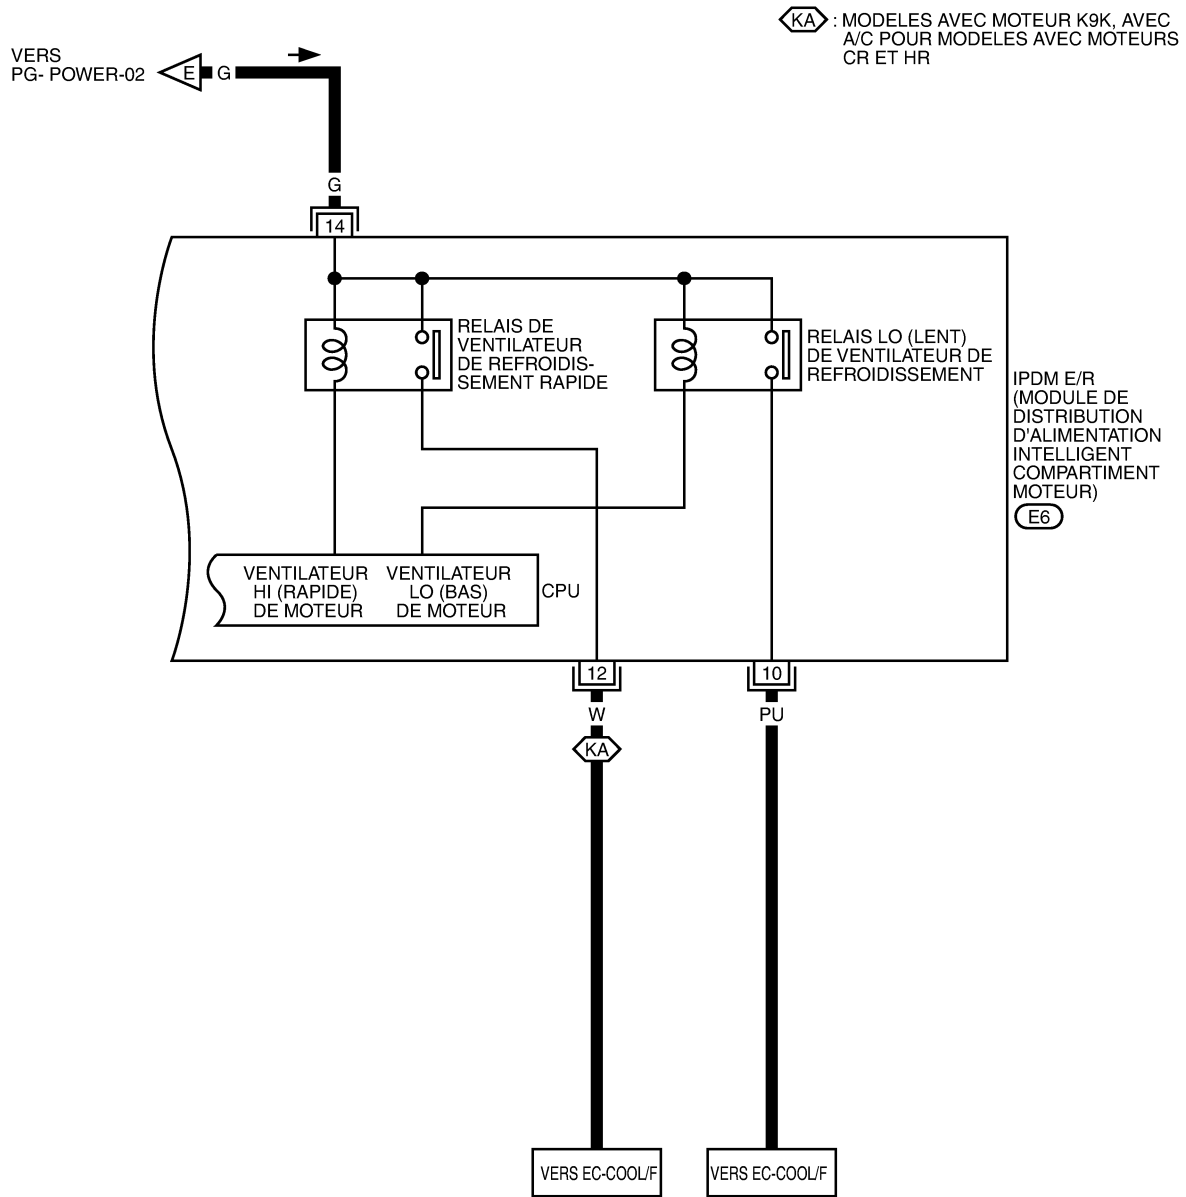 KA : MODELES AVEC MOTEUR K9K, AVEC
A/C POUR MODELES AVEC MOTEURS
CR ET HR
VERS
PG- POWER-02
E
G
G
14
RELAIS DE
VENTILATEUR
DE REFROIDIS-
SEMENT RAPIDE
RELAIS LO (LENT)
DE VENTILATEUR DE
REFROIDISSEMENT
IPDM E/R
(MODULE DE
DISTRIBUTION
D'ALIMENTATION
INTELLIGENT
COMPARTIMENT
MOTEUR)
E6
VENTILATEUR
HI (RAPIDE)
DE MOTEUR
VENTILATEUR
LO (BAS)
DE MOTEUR
CPU
12
10
W
PU
KA
VERS EC-COOL/F
VERS EC-COOL/F